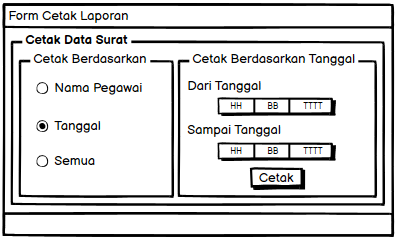 Form Cetak Laporan
Cetak Data Surat
Cetak Berdasarkan
Nama Pegawai
Tanggal
Semua
Cetak Berdasarkan Tanggal
Dari Tanggal
HH BB TTTT
Sampai Tanggal
HH BB TTTT
Cetak